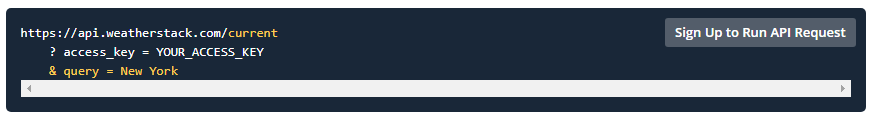 https://api.weatherstack.com/current
? access_key = YOUR_ACCESS_KEY
& query = New York
Sign Up to Run API Request